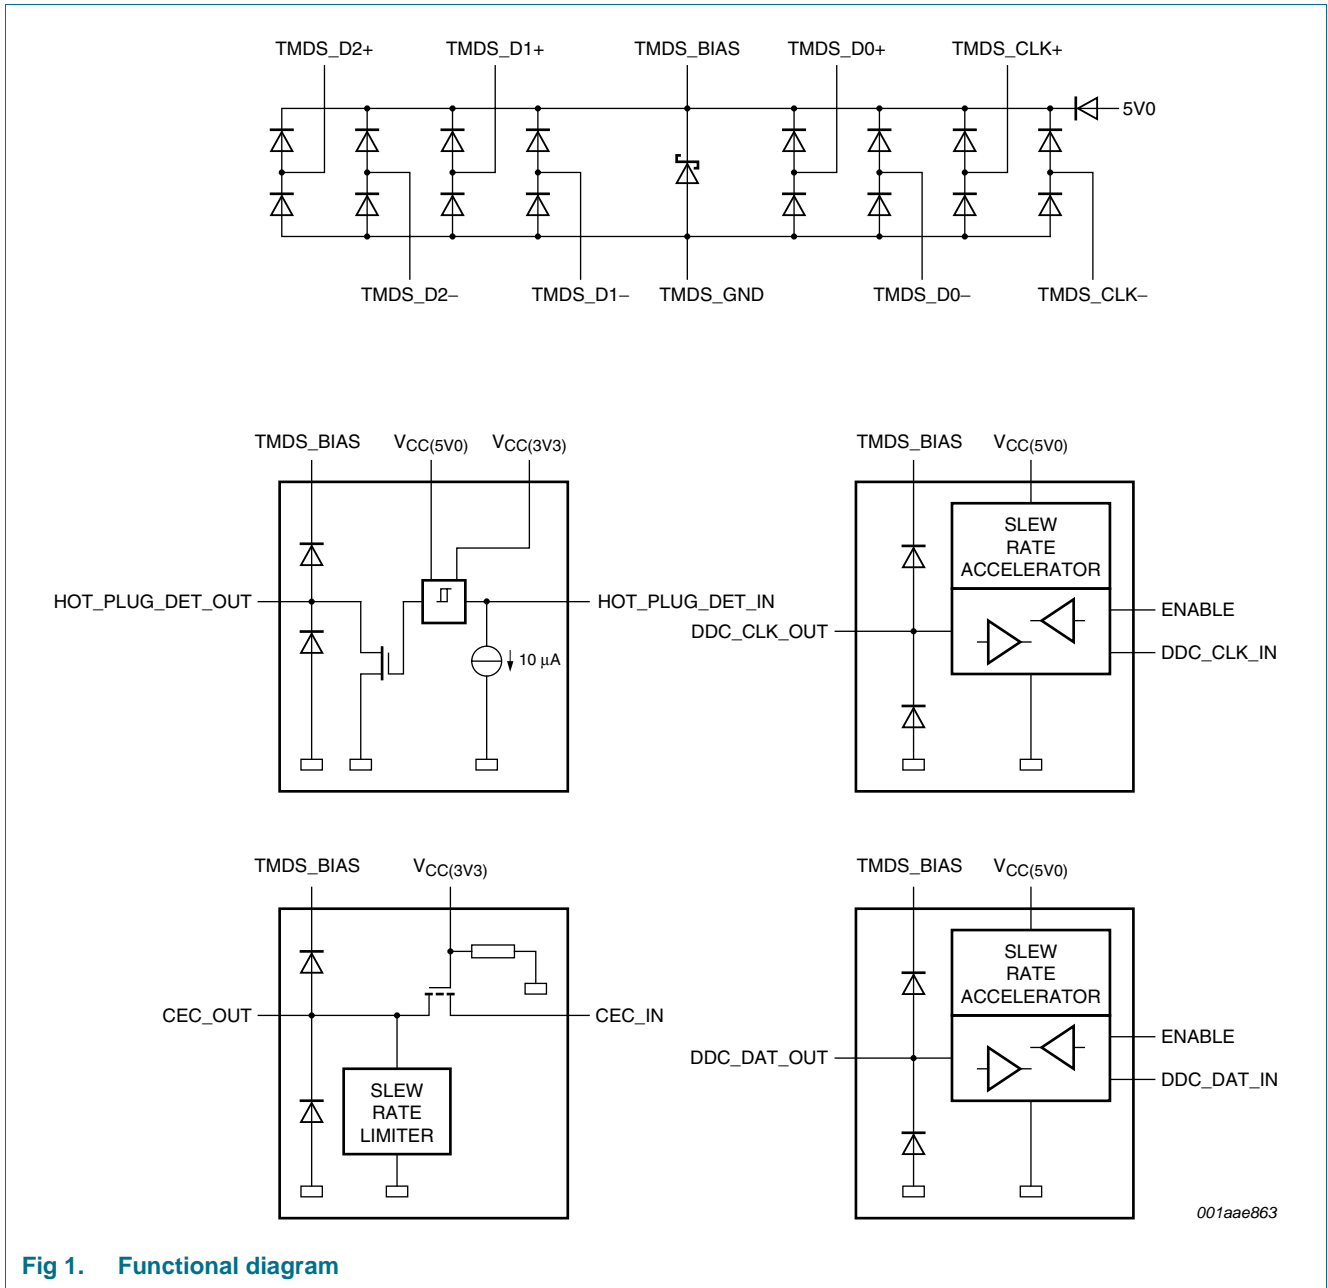 TMDS_D2+ TMDS_D1+ TMDS_BIAS TMDS_D0+ TMDS_CLK+
5V0
TMDS_D2− TMDS_D1− TMDS_GND TMDS_D0− TMDS_CLK−
TMDS_BIAS VCC(5V0) VCC(3V3)
HOT_PLUG_DET_OUT
HOT_PLUG_DET_IN
10 μA
TMDS_BIAS VCC(5V0)
SLEW
RATE
ACCELERATOR
DDC_CLK_OUT
ENABLE
DDC_CLK_IN
TMDS_BIAS VCC(3V3)
CEC_OUT
CEC_IN
SLEW
RATE
LIMITER
TMDS_BIAS VCC(5V0)
SLEW
RATE
ACCELERATOR
DDC_DAT_OUT
ENABLE
DDC_DAT_IN
001aae863
Fig 1. Functional diagram